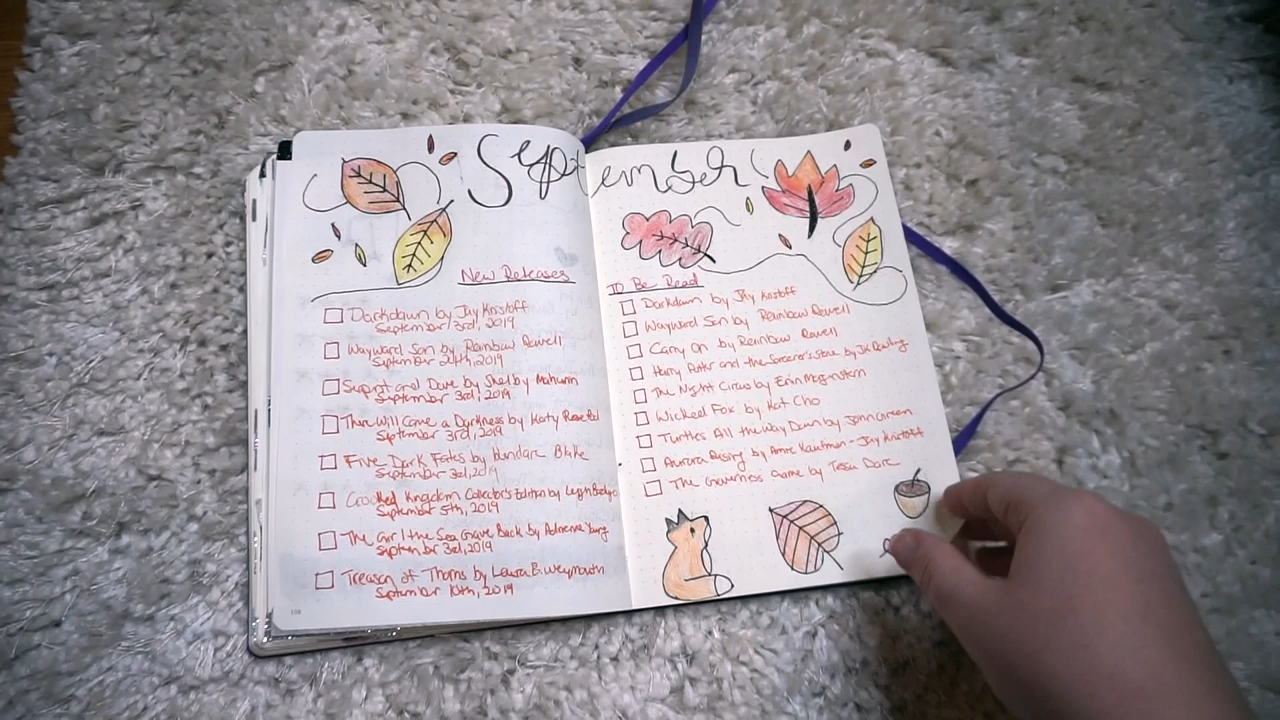 September
New Releases
Darkdawn by Jay Kristoff
September 3rd, 2019
Wayward Son by Rainbow Rowell
September 24th, 2019
Serpent and Dove by Shelby Mahurin
September 3rd, 2019
There Will Come a Darkness by Katy Rose Pool
September 3rd, 2019
Five Dark Fates by Kendare Blake
September 3rd, 2019
Crooked Kingdom Collector's Edition by Leigh Bardugo
September 5th, 2019
The Girl the Sea Gave Back by Adrienne Young
September 3rd, 2019
Treason of Thorns by Laura E. Weymouth
September 10th, 2019
108
To Be Read
Darkdawn by Jay Kristoff
Wayward Son by Rainbow Rowell
Carry On by Rainbow Rowell
Harry Potter and the Sorcerer's Stone by JK Rowling
The Night Circus by Erin Morgenstern
Wicked Fox by Kat Cho
Turtles All the Way Down by John Green
Aurora Rising by Amie Kaufman - Jay Kristoff
The Governess Game by Tessa Dare